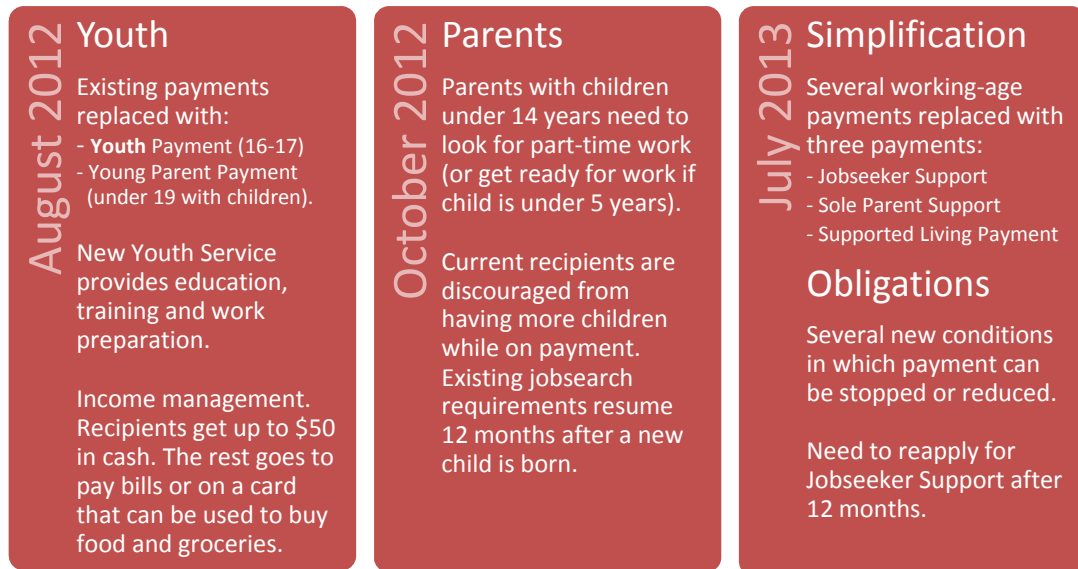 August 2012
Youth
Existing payments
replaced with:
- Youth Payment (16-17)
- Young Parent Payment
(under 19 with children).
New Youth Service
provides education,
training and work
preparation.
Income management.
Recipients get up to $50
in cash. The rest goes to
pay bills or on a card
that can be used to buy
food and groceries.
October 2012
Parents
Parents with children
under 14 years need to
look for part-time work
(or get ready for work if
child is under 5 years).
Current recipients are
discouraged from
having more children
while on payment.
Existing jobsearch
requirements resume
12 months after a new
child is born.
July 2013
Simplification
Several working-age
payments replaced with
three payments:
- Jobseeker Support
- Sole Parent Support
- Supported Living Payment
Obligations
Several new conditions
in which payment can
be stopped or reduced.
Need to reapply for
Jobseeker Support after
12 months.